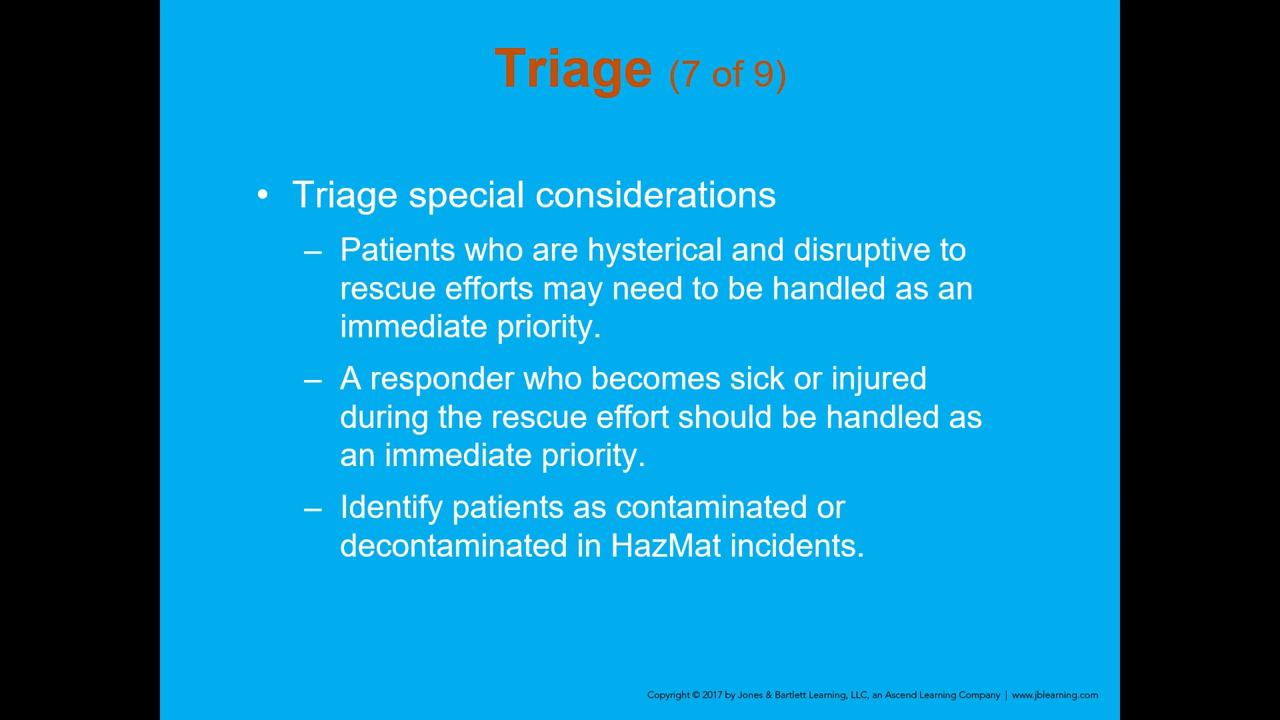 Triage (7 of 9)
• Triage special considerations
– Patients who are hysterical and disruptive to
rescue efforts may need to be handled as an
immediate priority.
– A responder who becomes sick or injured
during the rescue effort should be handled as
an immediate priority.
– Identify patients as contaminated or
decontaminated in HazMat incidents.
Copyright © 2017 by Jones & Bartlett Learning, LLC, an Ascend Learning Company | www.jblearning.com